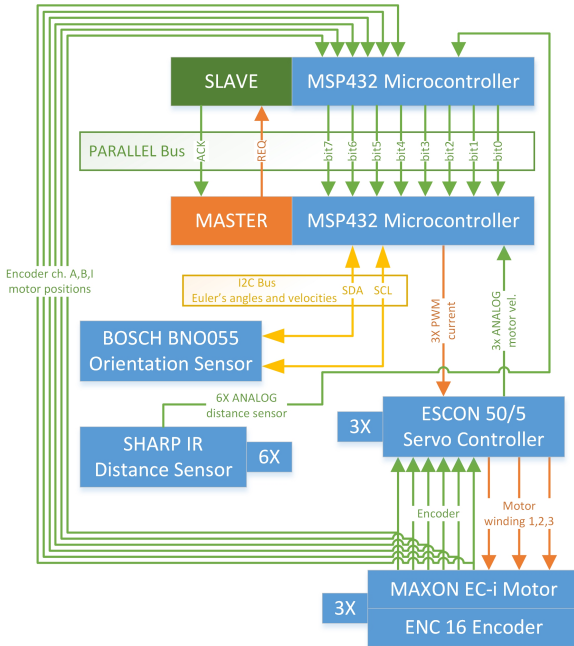 SLAVE
MSP432 Microcontroller
PARALLEL Bus
ACK
REQ
bit7
bit6
bit5
bit4
bit3
bit2
bit1
bit0
MASTER
MSP432 Microcontroller
Encoder ch. A,B,I
motor positions
I2C Bus
Euler's angles and velocities
SDA
SCL
3X PWM
current
3x ANALOG
motor vel.
BOSCH BNO055
Orientation Sensor
6X ANALOG
distance sensor
3X
ESCON 50/5
Servo Controller
SHARP IR
Distance Sensor
6X
Encoder
Motor
winding 1,2,3
3X
MAXON EC-i Motor
ENC 16 Encoder